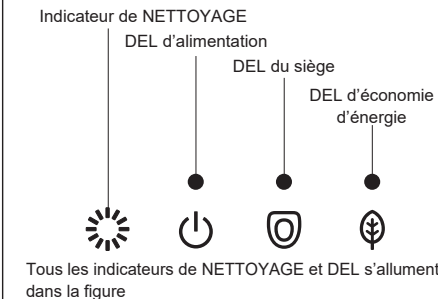 Indicateur de NETTOYAGE
DEL d’alimentation
DEL du siège
DEL d’économie
d’énergie
Tous les indicateurs de NETTOYAGE et DEL s’allument
dans la figure